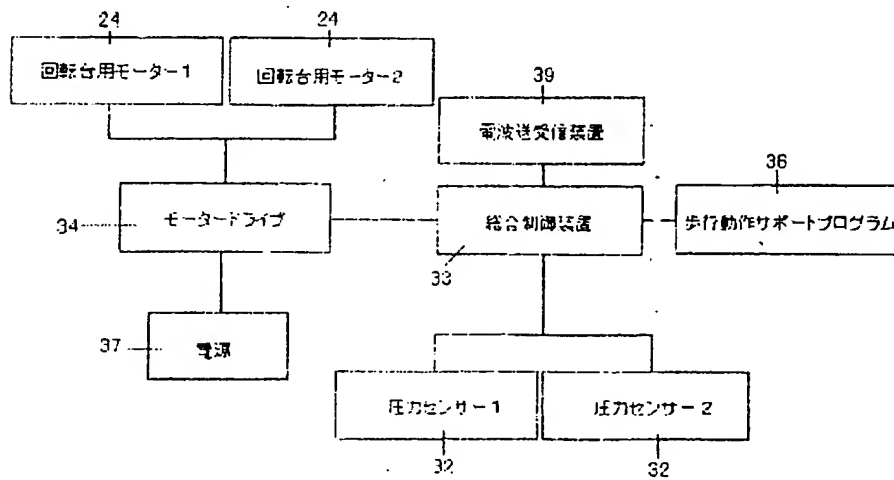 24
24
回転台用モーター1
回転台用モーター2
39
電波送受信装置
36
モータードライブ
総合制御装置
歩行動作サポートプログラム
34
33
37
電源
圧力センサー1
圧力センサー2
32
32